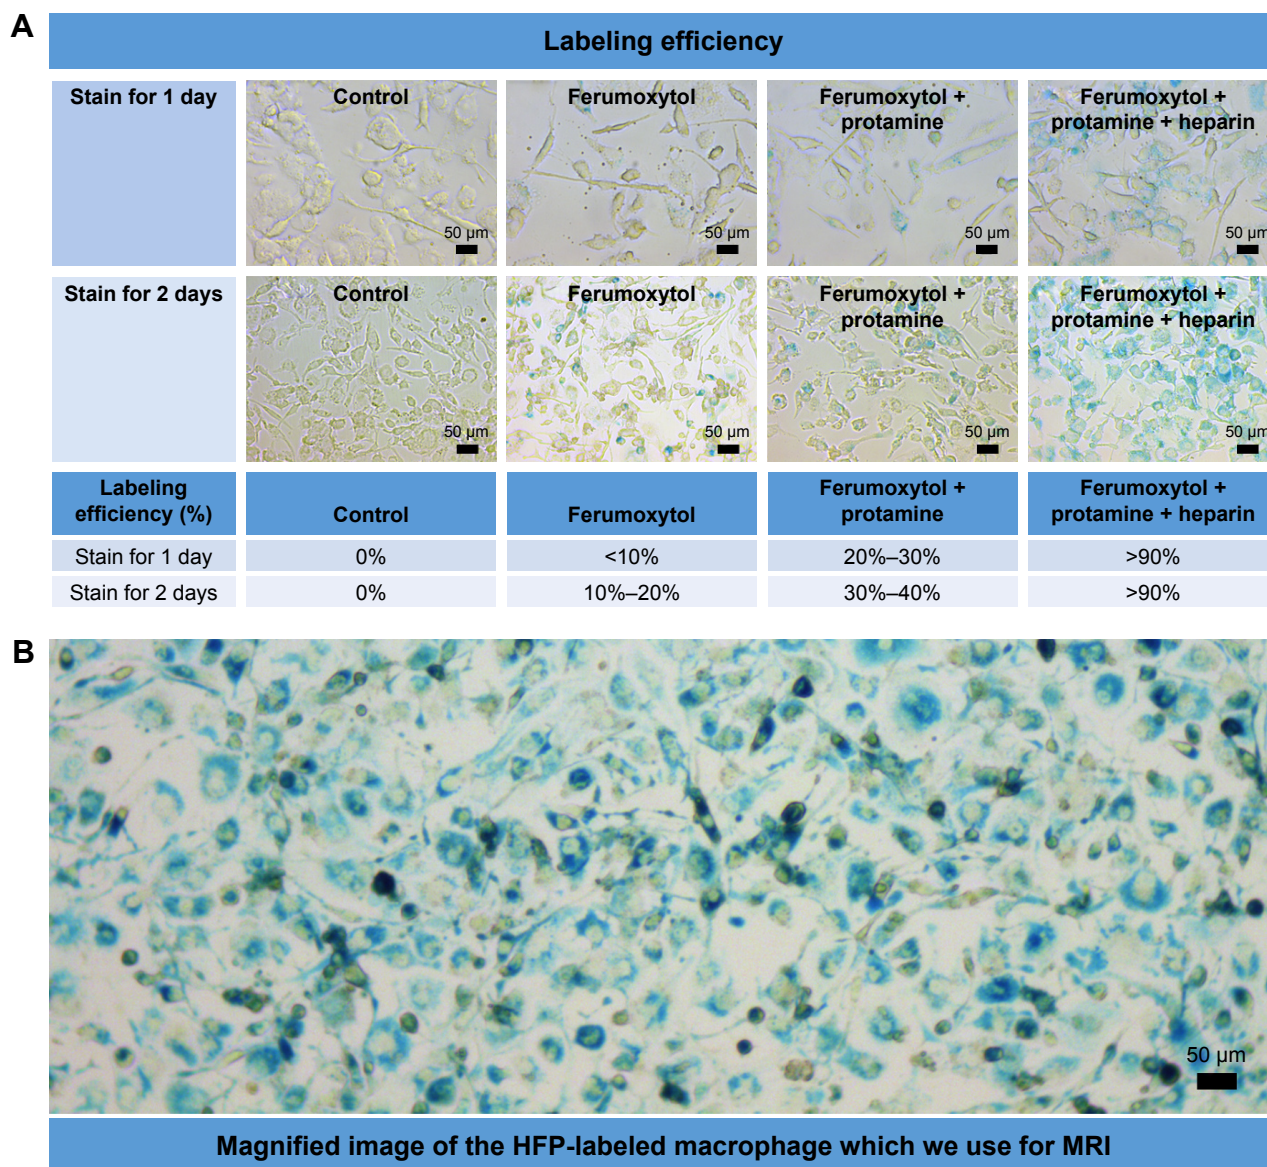 A
Labeling efficiency
Stain for 1 day
Control
Ferumoxytol
Ferumoxytol +
protamine
Ferumoxytol +
protamine + heparin
50 µm
50 µm
50 µm
50 µm
Stain for 2 days
Control
Ferumoxytol
Ferumoxytol +
protamine
Ferumoxytol +
protamine + heparin
50 µm
50 µm
50 µm
50 µm
Labeling
efficiency (%)
Control
Ferumoxytol
Ferumoxytol +
protamine
Ferumoxytol +
protamine + heparin
Stain for 1 day
0%
<10%
20%–30%
>90%
Stain for 2 days
0%
10%–20%
30%–40%
>90%
B
50 µm
Magnified image of the HFP-labeled macrophage which we use for MRI